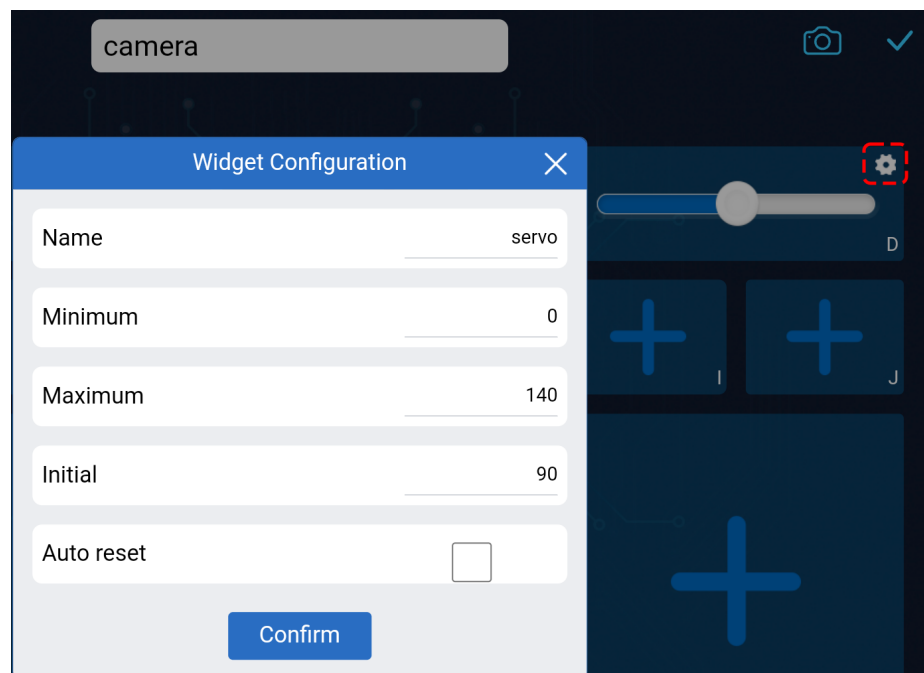 camera
Widget Configuration
Name
servo
D
Minimum
0
Maximum
140
I
J
Initial
90
Auto reset
Confirm